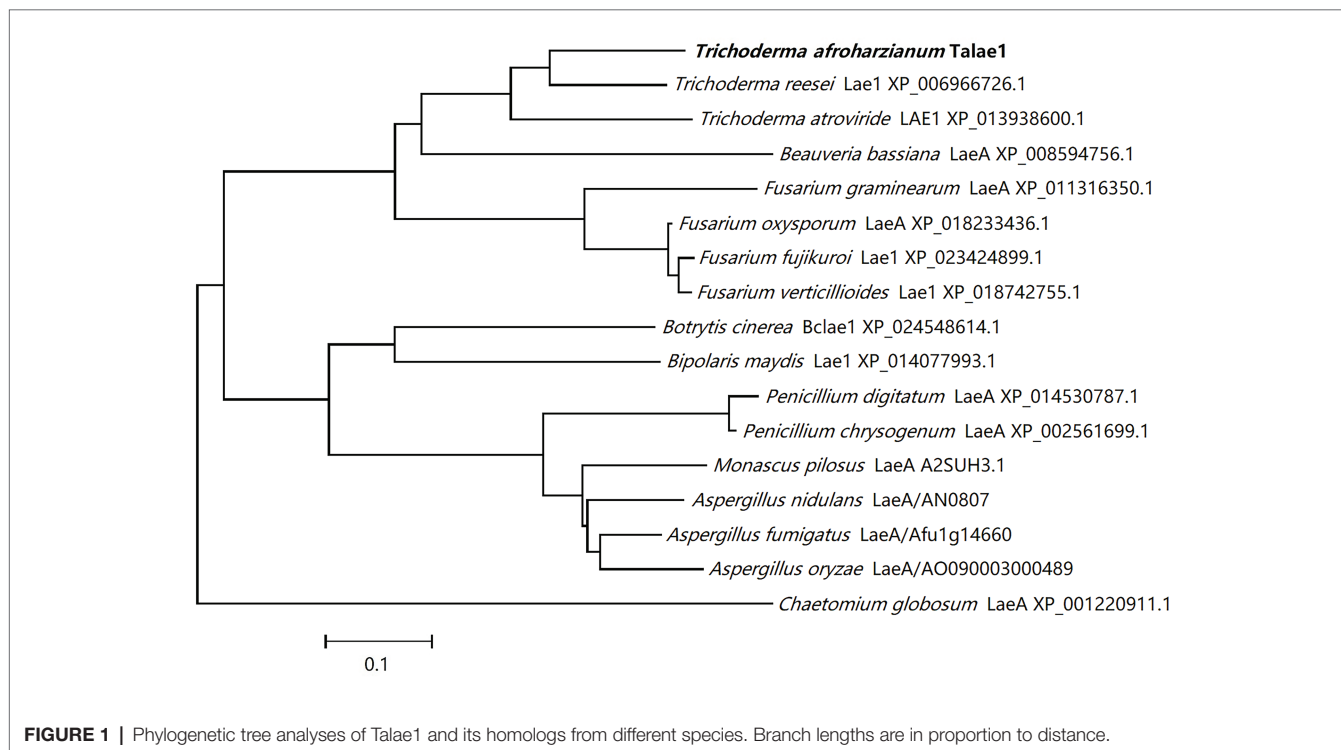 Trichoderma afroharzianum Talae1
Trichoderma reesei Lae1 XP_006966726.1
Trichoderma atroviride LAE1 XP_013938600.1
Beauveria bassiana LaeA XP_008594756.1
Fusarium graminearum LaeA XP_011316350.1
Fusarium oxysporum LaeA XP_018233436.1
Fusarium fujikuroi Lae1 XP_023424899.1
Fusarium verticillioides Lae1 XP_018742755.1
Botrytis cinerea Bclae1 XP_024548614.1
Bipolaris maydis Lae1 XP_014077993.1
Penicillium digitatum LaeA XP_014530787.1
Penicillium chrysogenum LaeA XP_002561699.1
Monascus pilosus LaeA A2SUH3.1
Aspergillus nidulans LaeA/AN0807
Aspergillus fumigatus LaeA/Afu1g14660
Aspergillus oryzae LaeA/AO090003000489
Chaetomium globosum LaeA XP_001220911.1
0.1
FIGURE 1 | Phylogenetic tree analyses of Talae1 and its homologs from different species. Branch lengths are in proportion to distance.